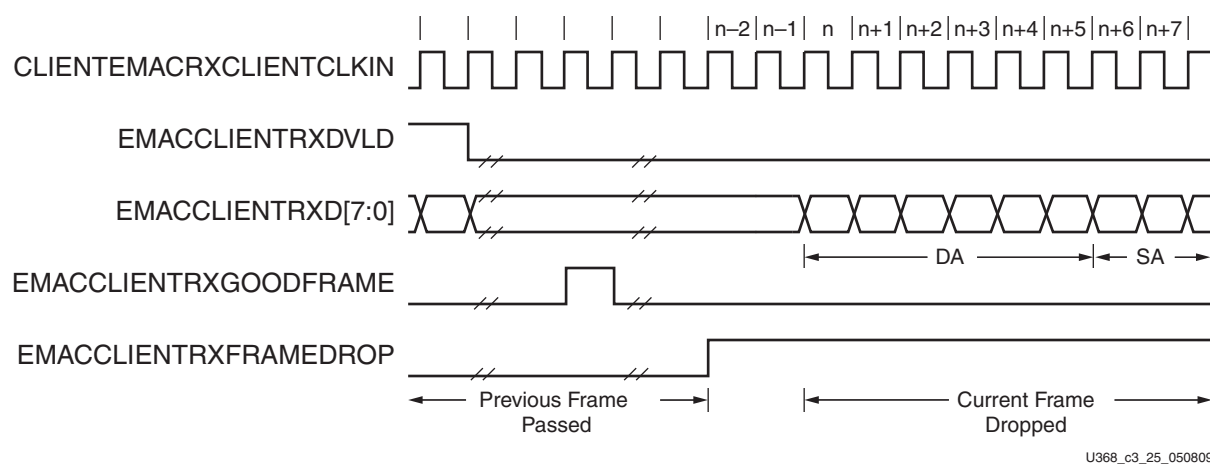 n–2 n–1 n n+1 n+2 n+3 n+4 n+5 n+6 n+7
CLIENTEMACRXCLIENTCLKIN
EMACCLIENTRXDVLD
EMACCLIENTRXD[7:0]
DA SA
EMACCLIENTRXGOODFRAME
EMACCLIENTRXFRAMEDROP
Previous Frame
Passed
Current Frame
Dropped
U368_c3_25_050809